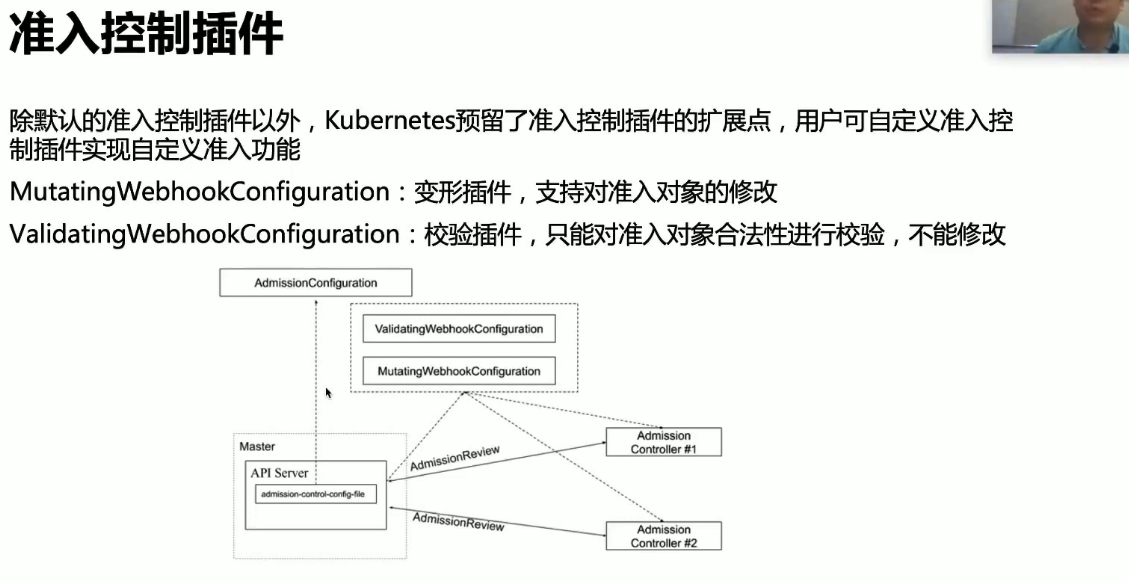 准入控制插件
除默认的准入控制插件以外，Kubernetes预留了准入控制插件的扩展点，用户可自定义准入控
制插件实现自定义准入功能
MutatingWebhookConfiguration：变形插件，支持对准入对象的修改
ValidatingWebhookConfiguration：校验插件，只能对准入对象合法性进行校验，不能修改
AdmissionConfiguration
ValidatingWebhookConfiguration
MutatingWebhookConfiguration
Master
API Server
admission-control-config-file
AdmissionReview
Admission
Controller #1
AdmissionReview
Admission
Controller #2